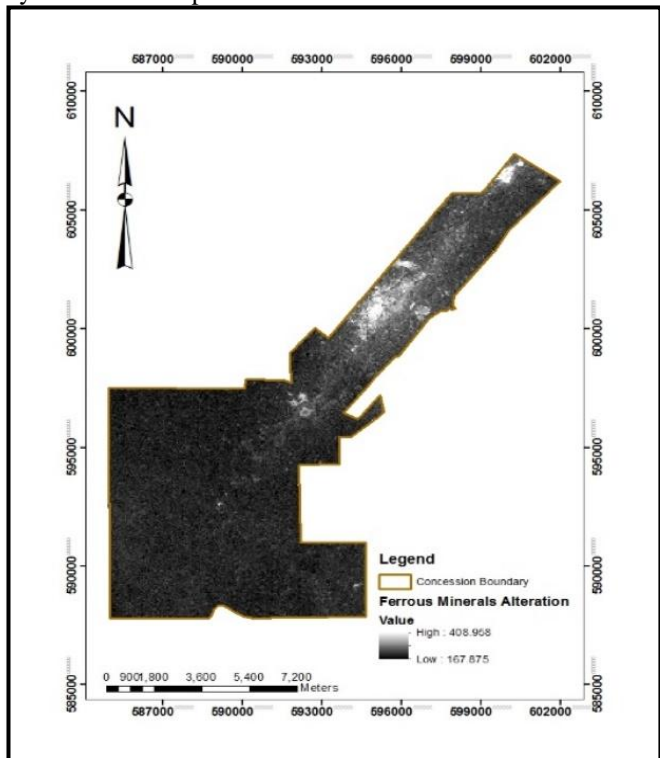 587000 590000 593000 596000 599000 602000
610000 610000
N
605000 605000
600000 600000
595000 595000
Legend
590000 590000
Concession Boundary
Ferrous Minerals Alteration
Value
High : 408.958
Low : 167.875
0 900 1,800 3,600 5,400 7,200
Meters
585000 585000
587000 590000 593000 596000 599000 602000